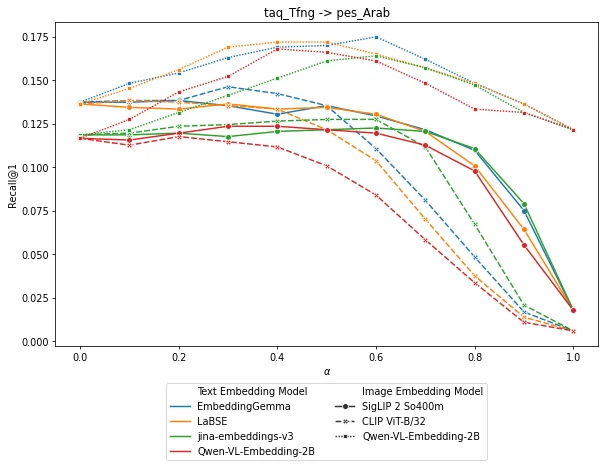 taq_Tfng -> pes_Arab
Recall@1
0.175
0.150
0.125
0.100
0.075
0.050
0.025
0.000
0.0 0.2 0.4 0.6 0.8 1.0
α
Text Embedding Model
EmbeddingGemma
LaBSE
jina-embeddings-v3
Qwen-VL-Embedding-2B
Image Embedding Model
SigLIP 2 So400m
CLIP ViT-B/32
Qwen-VL-Embedding-2B